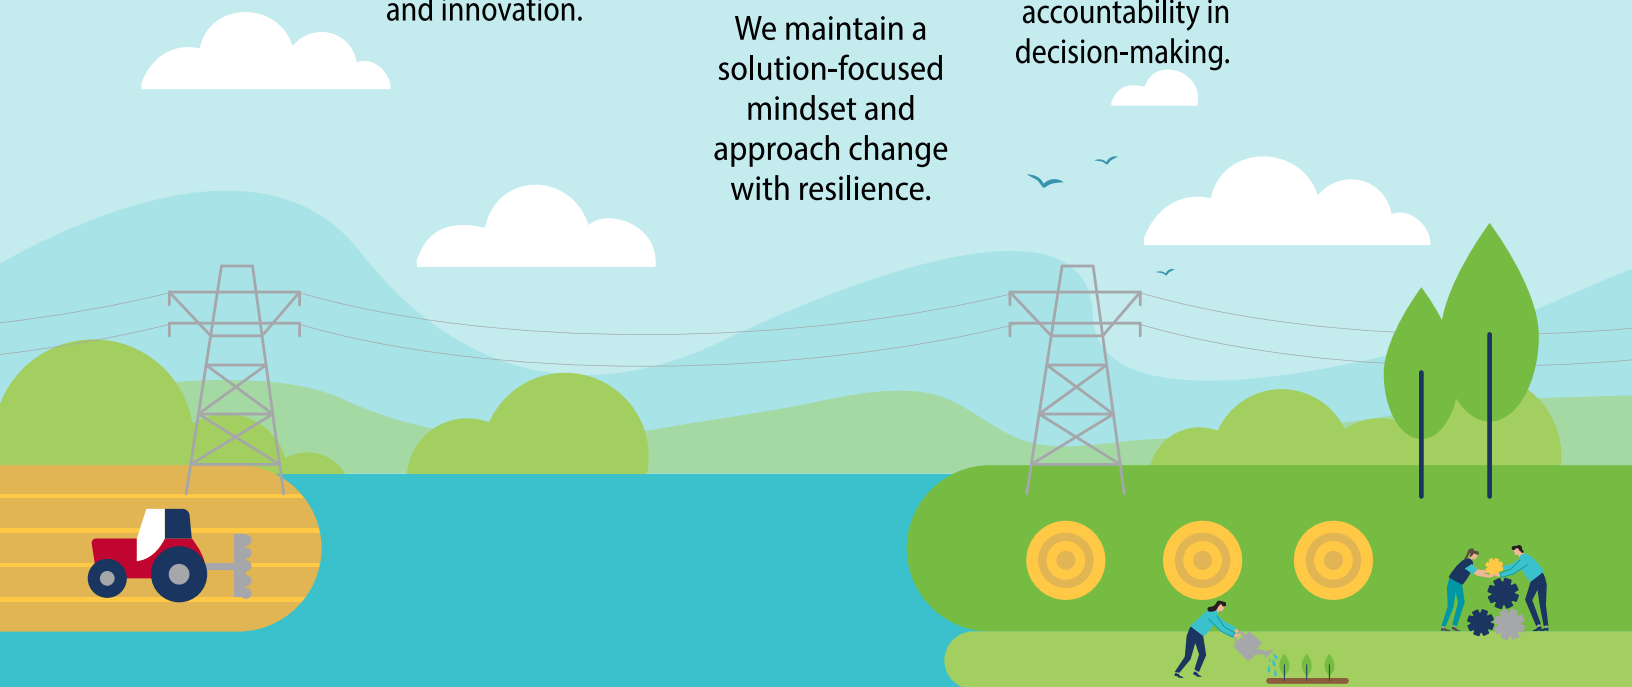 and innovation.
We maintain a
solution-focused
mindset and
approach change
with resilience.
accountability in
decision-making.